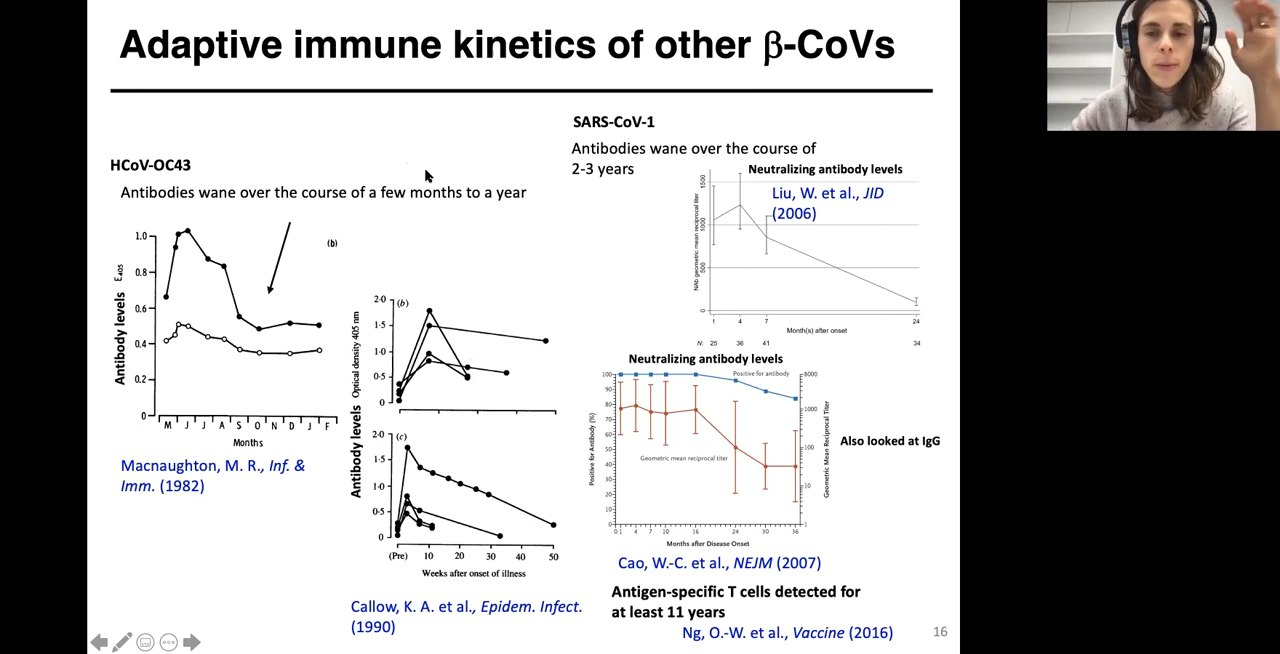 Adaptive immune kinetics of other β-CoVs
HCoV-OC43
Antibodies wane over the course of a few months to a year
Antibody levels
E₄₀₅
1.0
0.8
0.6
0.4
0.2
0
(b)
M J J A S O N D J F
Months
Macnaughton, M. R., Inf. &
Imm. (1982)
Antibody levels
Optical density 405 nm
(b)
2·0
1·5
1·0
0·5
0
(c)
2·0
1·5
1·0
0·5
0
(Pre) 10 20 30 40 50
Weeks after onset of illness
Callow, K. A. et al., Epidem. Infect.
(1990)
SARS-CoV-1
Antibodies wane over the course of
2-3 years
Neutralizing antibody levels
Liu, W. et al., JID
(2006)
NAb geometric mean reciprocal titer
1500
1000
500
0
1 4 7 24
Month(s) after onset
N: 25 36 41 34
Neutralizing antibody levels
Positive for antibody
Geometric mean reciprocal titer
Positive for Antibody (%)
100
90
80
70
60
50
40
30
20
10
0
8000
1000
100
10
1
Geometric Mean Reciprocal Titer
0 1 4 7 10 16 24 30 36
Months after Disease Onset
Also looked at IgG
Cao, W.-C. et al., NEJM (2007)
Antigen-specific T cells detected for
at least 11 years
Ng, O.-W. et al., Vaccine (2016)
16